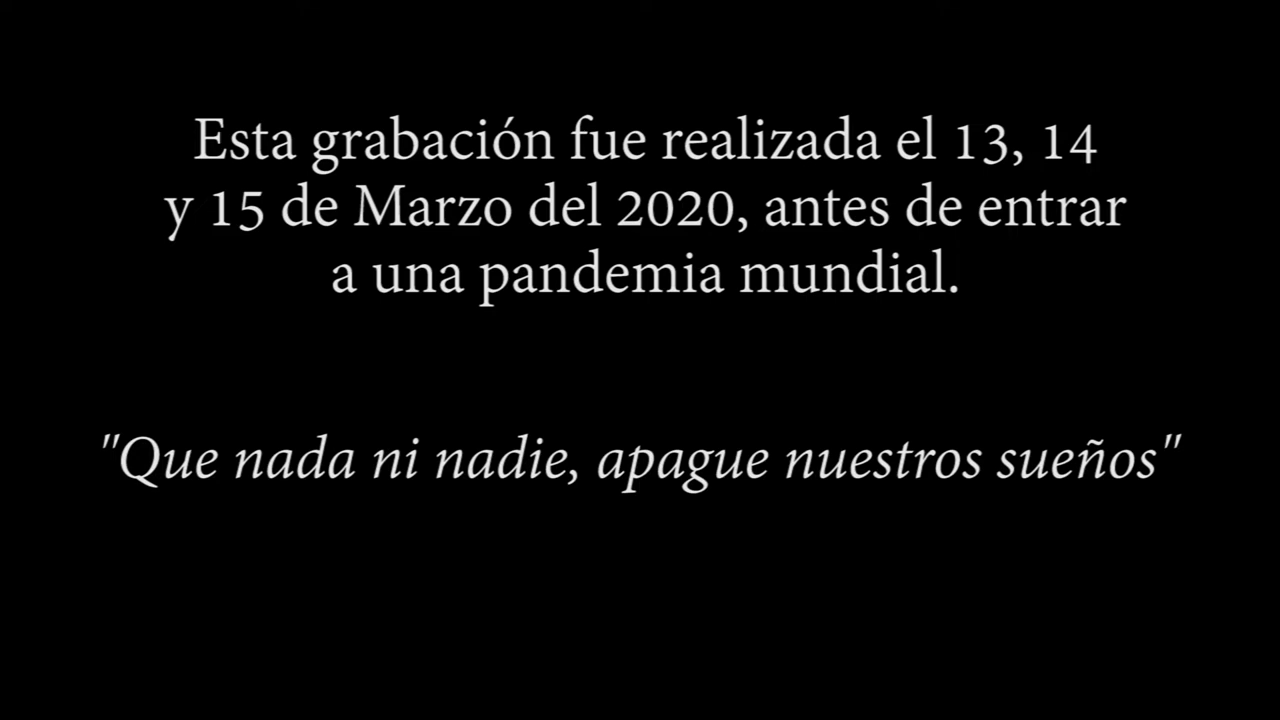 Esta grabación fue realizada el 13, 14
y 15 de Marzo del 2020, antes de entrar
a una pandemia mundial.
"Que nada ni nadie, apague nuestros sueños"